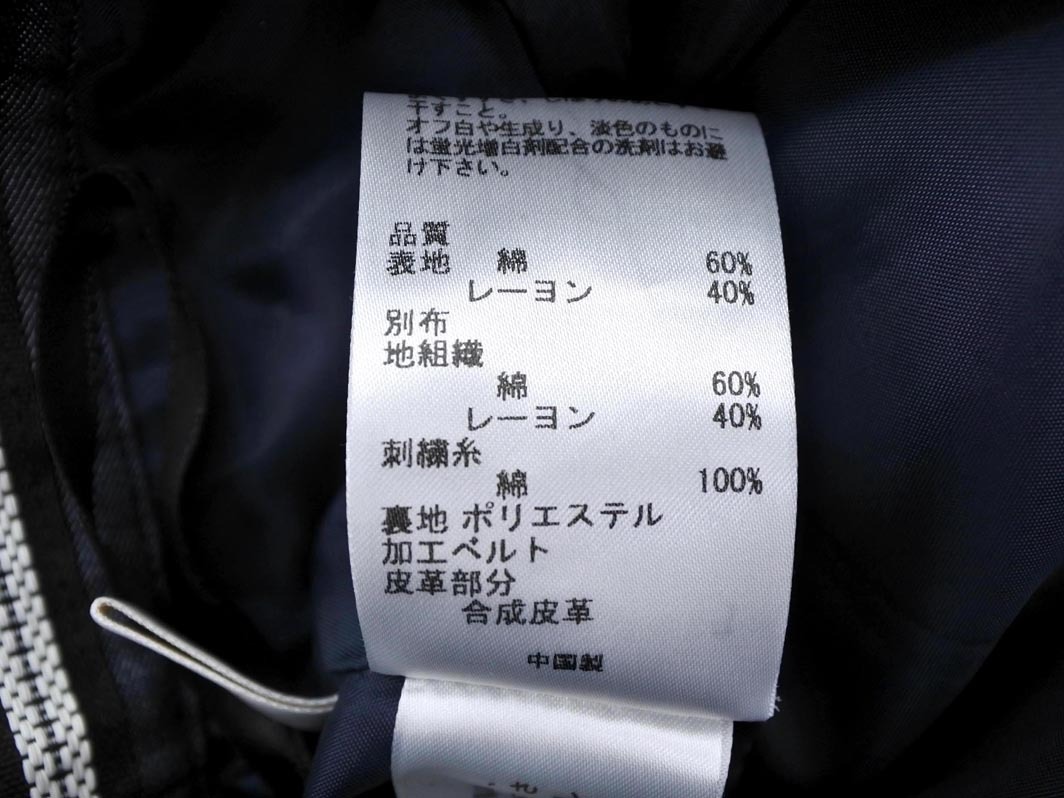 干すこと。
オフ白や生成り、淡色のものに
は蛍光増白剤配合の洗剤はお避
け下さい。
品質
表地 綿 60%
レーヨン 40%
別布
地組織
綿 60%
レーヨン 40%
刺繍糸
綿 100%
裏地 ポリエステル
加工ベルト
皮革部分
合成皮革
中国製